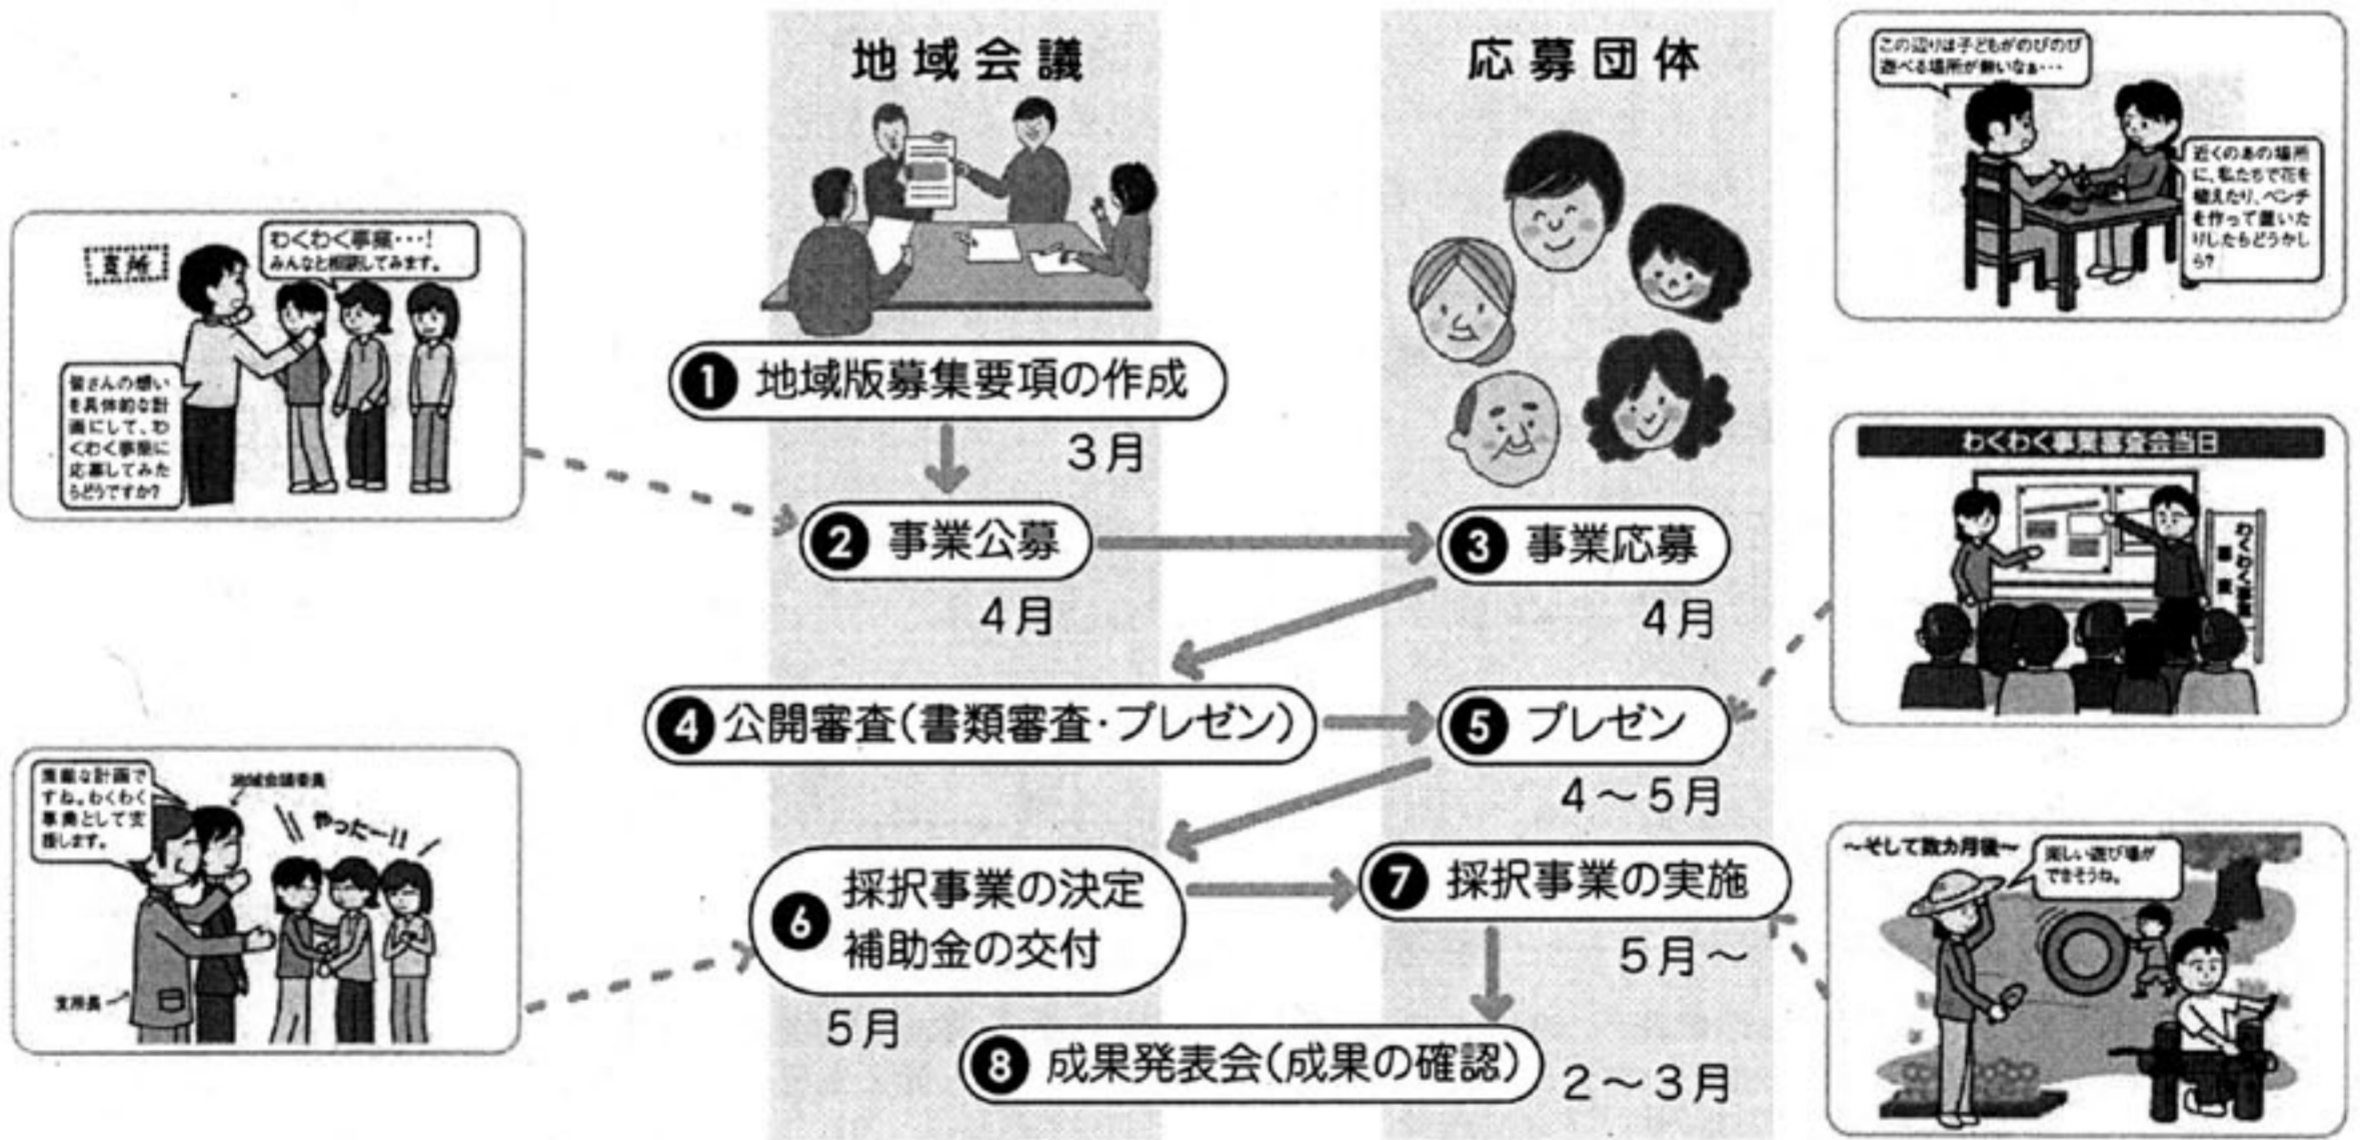 地域会議
応募団体
この辺りは子どもがのびのび
遊べる場所が無いなぁ・・・
近くのあの場所
に、私たちで花を
植えたり、ベンチ
を作って置いた
りしたらどうかし
ら?
支所
わくわく事業・・・!
みんなと相談してみます。
皆さんの想い
を具体的な計
画にして、わ
くわく事業に
応募してみた
らどうですか?
❶ 地域版募集要項の作成
3月
❷ 事業公募
4月
❸ 事業応募
4月
わくわく事業審査会当日
わくわく事業
審査
❹ 公開審査(書類審査・プレゼン)
❺ プレゼン
4～5月
素敵な計画で
すね。わくわく
事業として支
援します。
地域会議委員
やったー!!
支所長
❻ 採択事業の決定
補助金の交付
5月
❼ 採択事業の実施
5月～
❽ 成果発表会(成果の確認)
2～3月
～そして数カ月後～
楽しい遊び場が
できそうね。